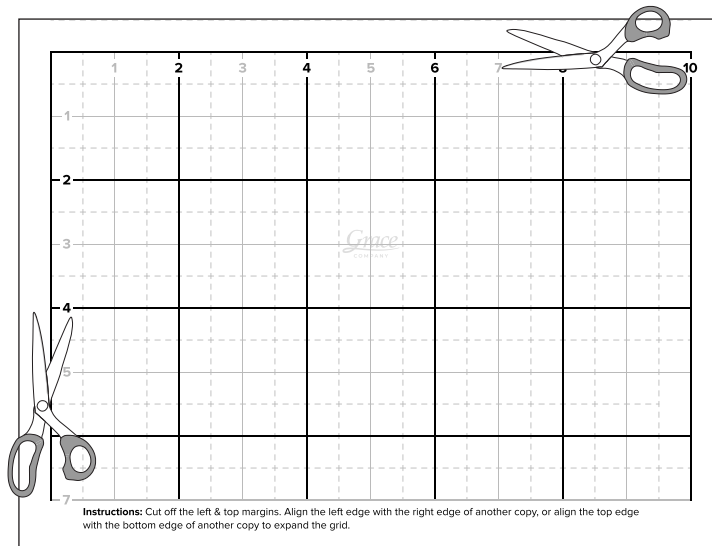 1 2 3 4 5 6 7 8 10
1
2
3
Grace
COMPANY
4
5
7
Instructions: Cut off the left & top margins. Align the left edge with the right edge of another copy, or align the top edge
with the bottom edge of another copy to expand the grid.